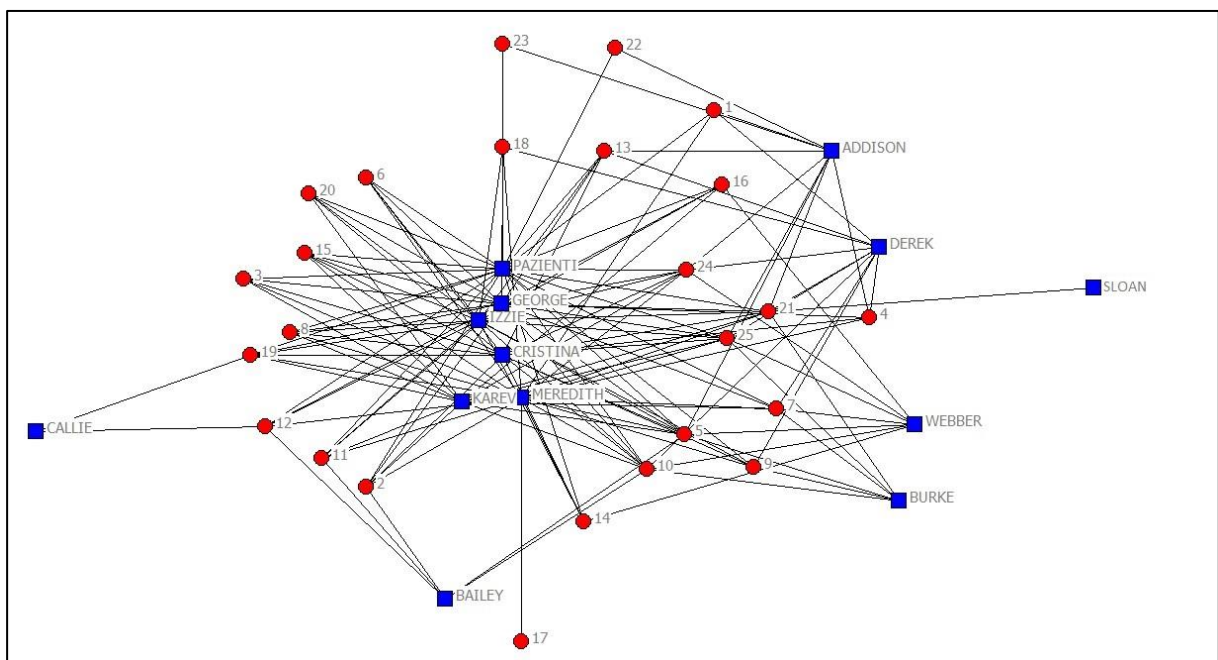 23
22
1
18
13
ADDISON
6
16
20
DEREK
15
PAZIENTI
24
3
SLOAN
GEORGE
21
4
IZZIE
8
25
19
CRISTINA
KAREV
MEREDITH
7
12
CALLIE
5
WEBBER
11
10
9
2
BURKE
14
BAILEY
17